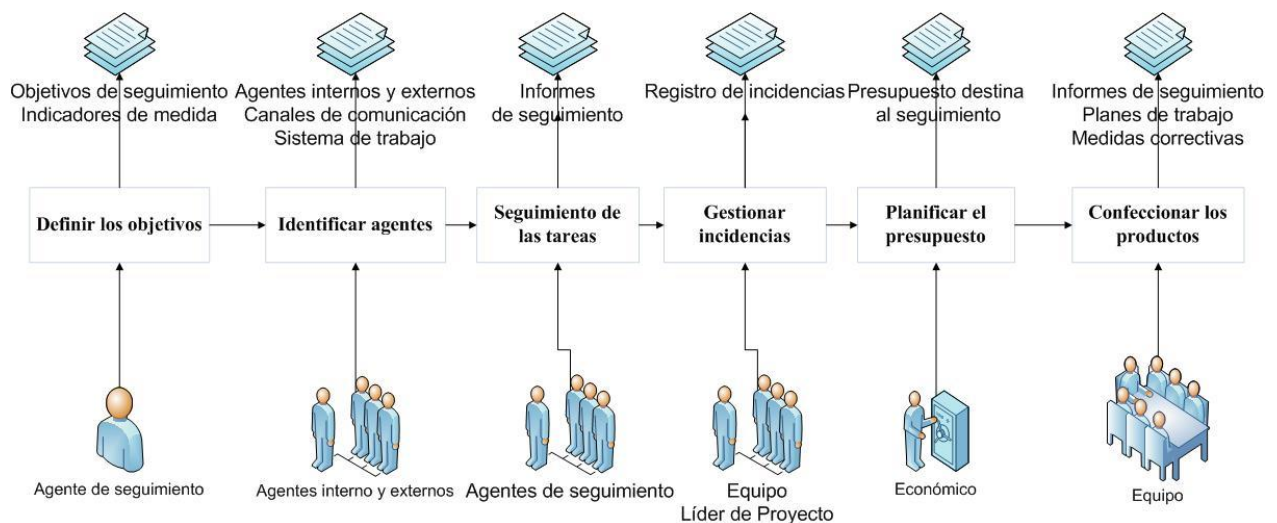 Objetivos de seguimiento
Indicadores de medida
Agentes internos y externos
Canales de comunicación
Sistema de trabajo
Informes
de seguimiento
Registro de incidencias
Presupuesto destina
al seguimiento
Informes de seguimiento
Planes de trabajo
Medidas correctivas
Definir los objetivos
Identificar agentes
Seguimiento de
las tareas
Gestionar
incidencias
Planificar el
presupuesto
Confeccionar los
productos
Agente de seguimiento
Agentes interno y externos
Agentes de seguimiento
Equipo
Líder de Proyecto
Económico
Equipo